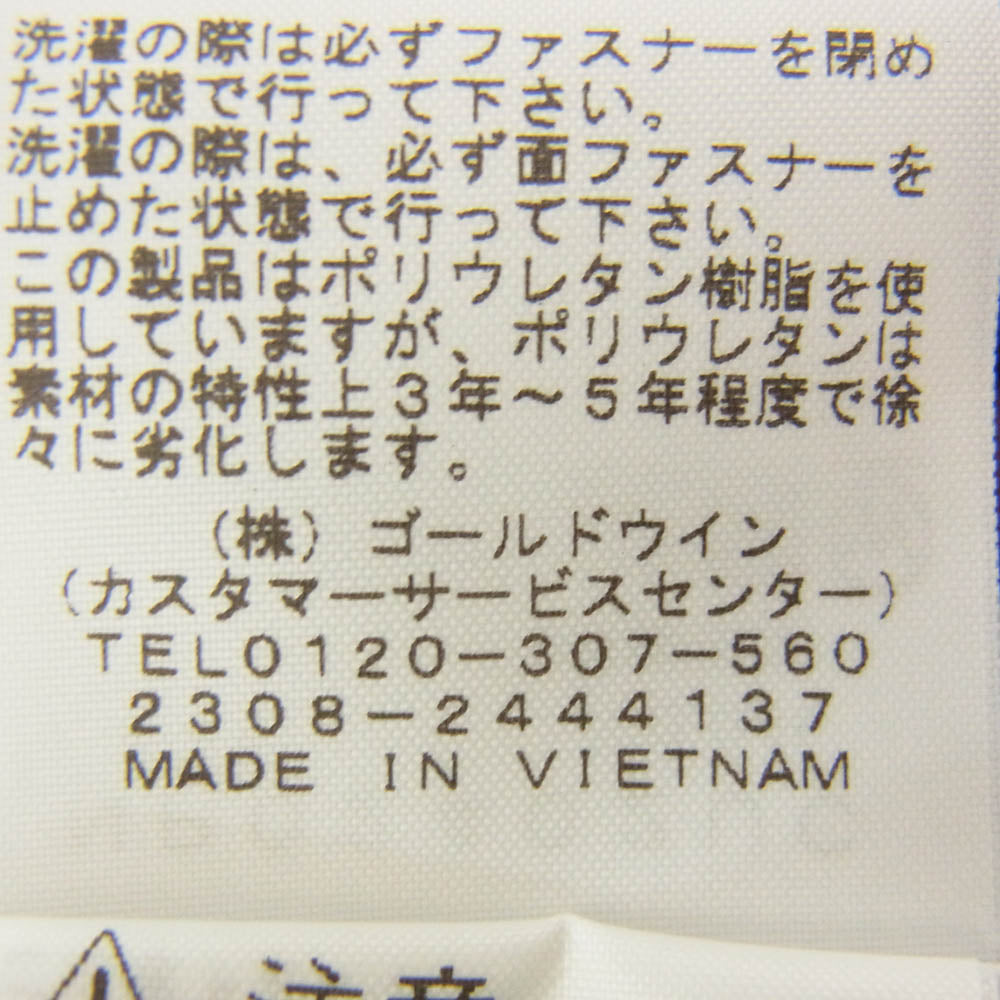 洗濯の際は必ずファスナーを閉め
た状態で行って下さい。
洗濯の際は、必ず面ファスナーを
止めた状態で行って下さい。
この製品はポリウレタン樹脂を使
用していますが、ポリウレタンは
素材の特性上3年～5年程度で徐
々に劣化します。
(株)ゴールドウイン
(カスタマーサービスセンター)
TEL0120-307-560
2308-2444137
MADE IN VIETNAM
注意